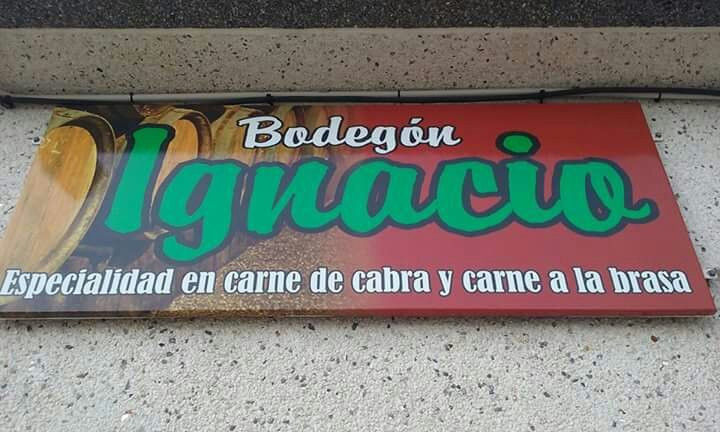 Bodegón
Ignacio
Especialidad en carne de cabra y carne a la brasa